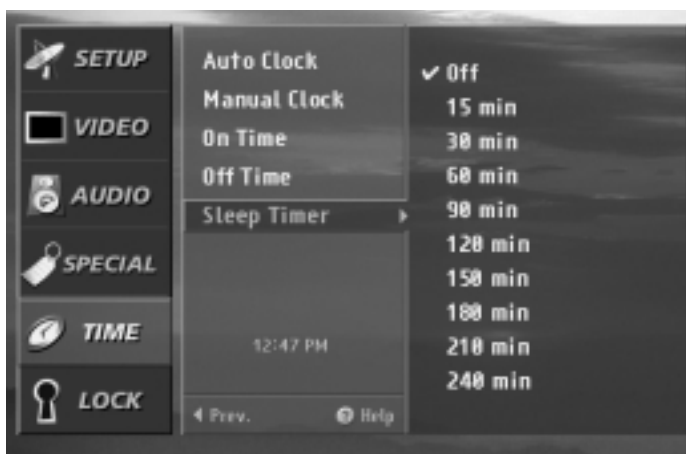 SETUP
VIDEO
AUDIO
SPECIAL
TIME
LOCK
Auto Clock
Manual Clock
On Time
Off Time
Sleep Timer
12:47 PM
Prev.
Help
✔ Off
15 min
30 min
60 min
90 min
120 min
150 min
180 min
210 min
240 min